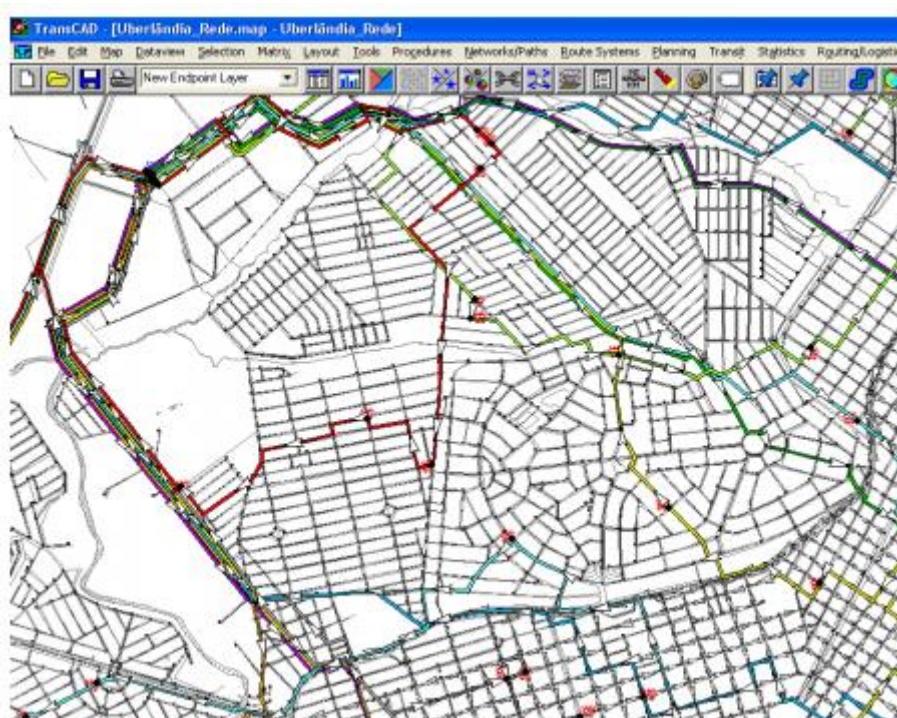 TransCAD - [Uberlândia_Rede.map - Uberlândia_Rede]
File Edit Map Dataview Selection Matrix Layout Tools Procedures Networks/Paths Route Systems Planning Transit Statistics Routing/Logisti
New Endpoint Layer